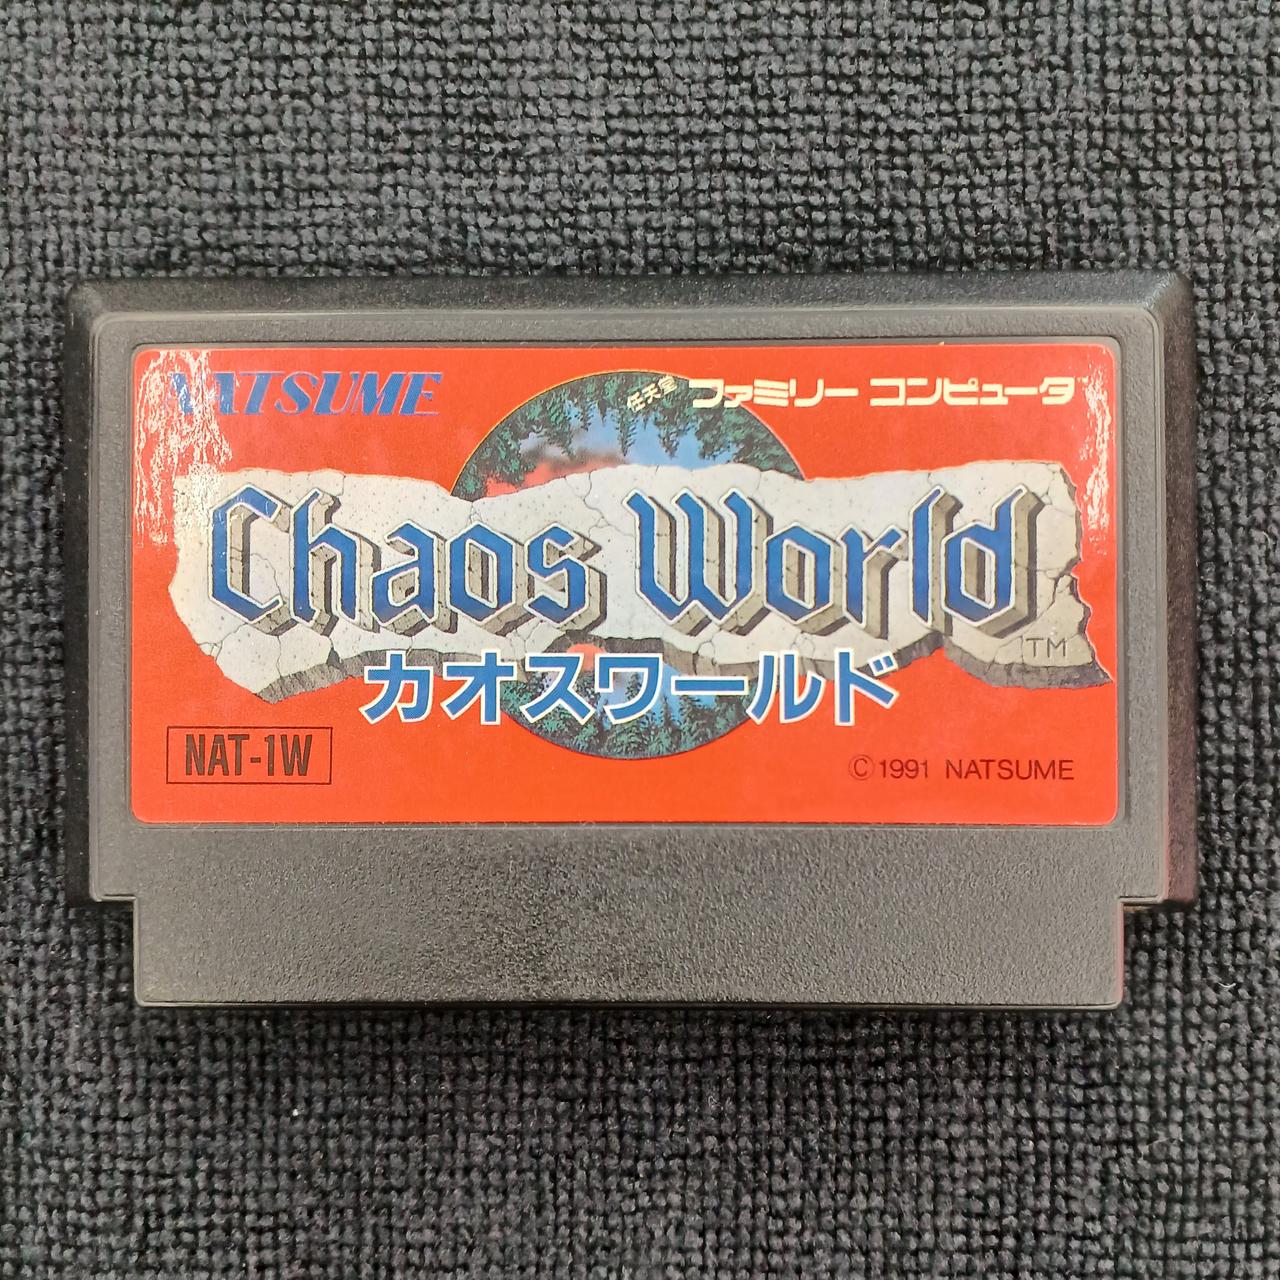 NATSUME
任天堂 ファミリー コンピュータ
Chaos World
TM
カオスワールド
NAT-1W
©1991 NATSUME